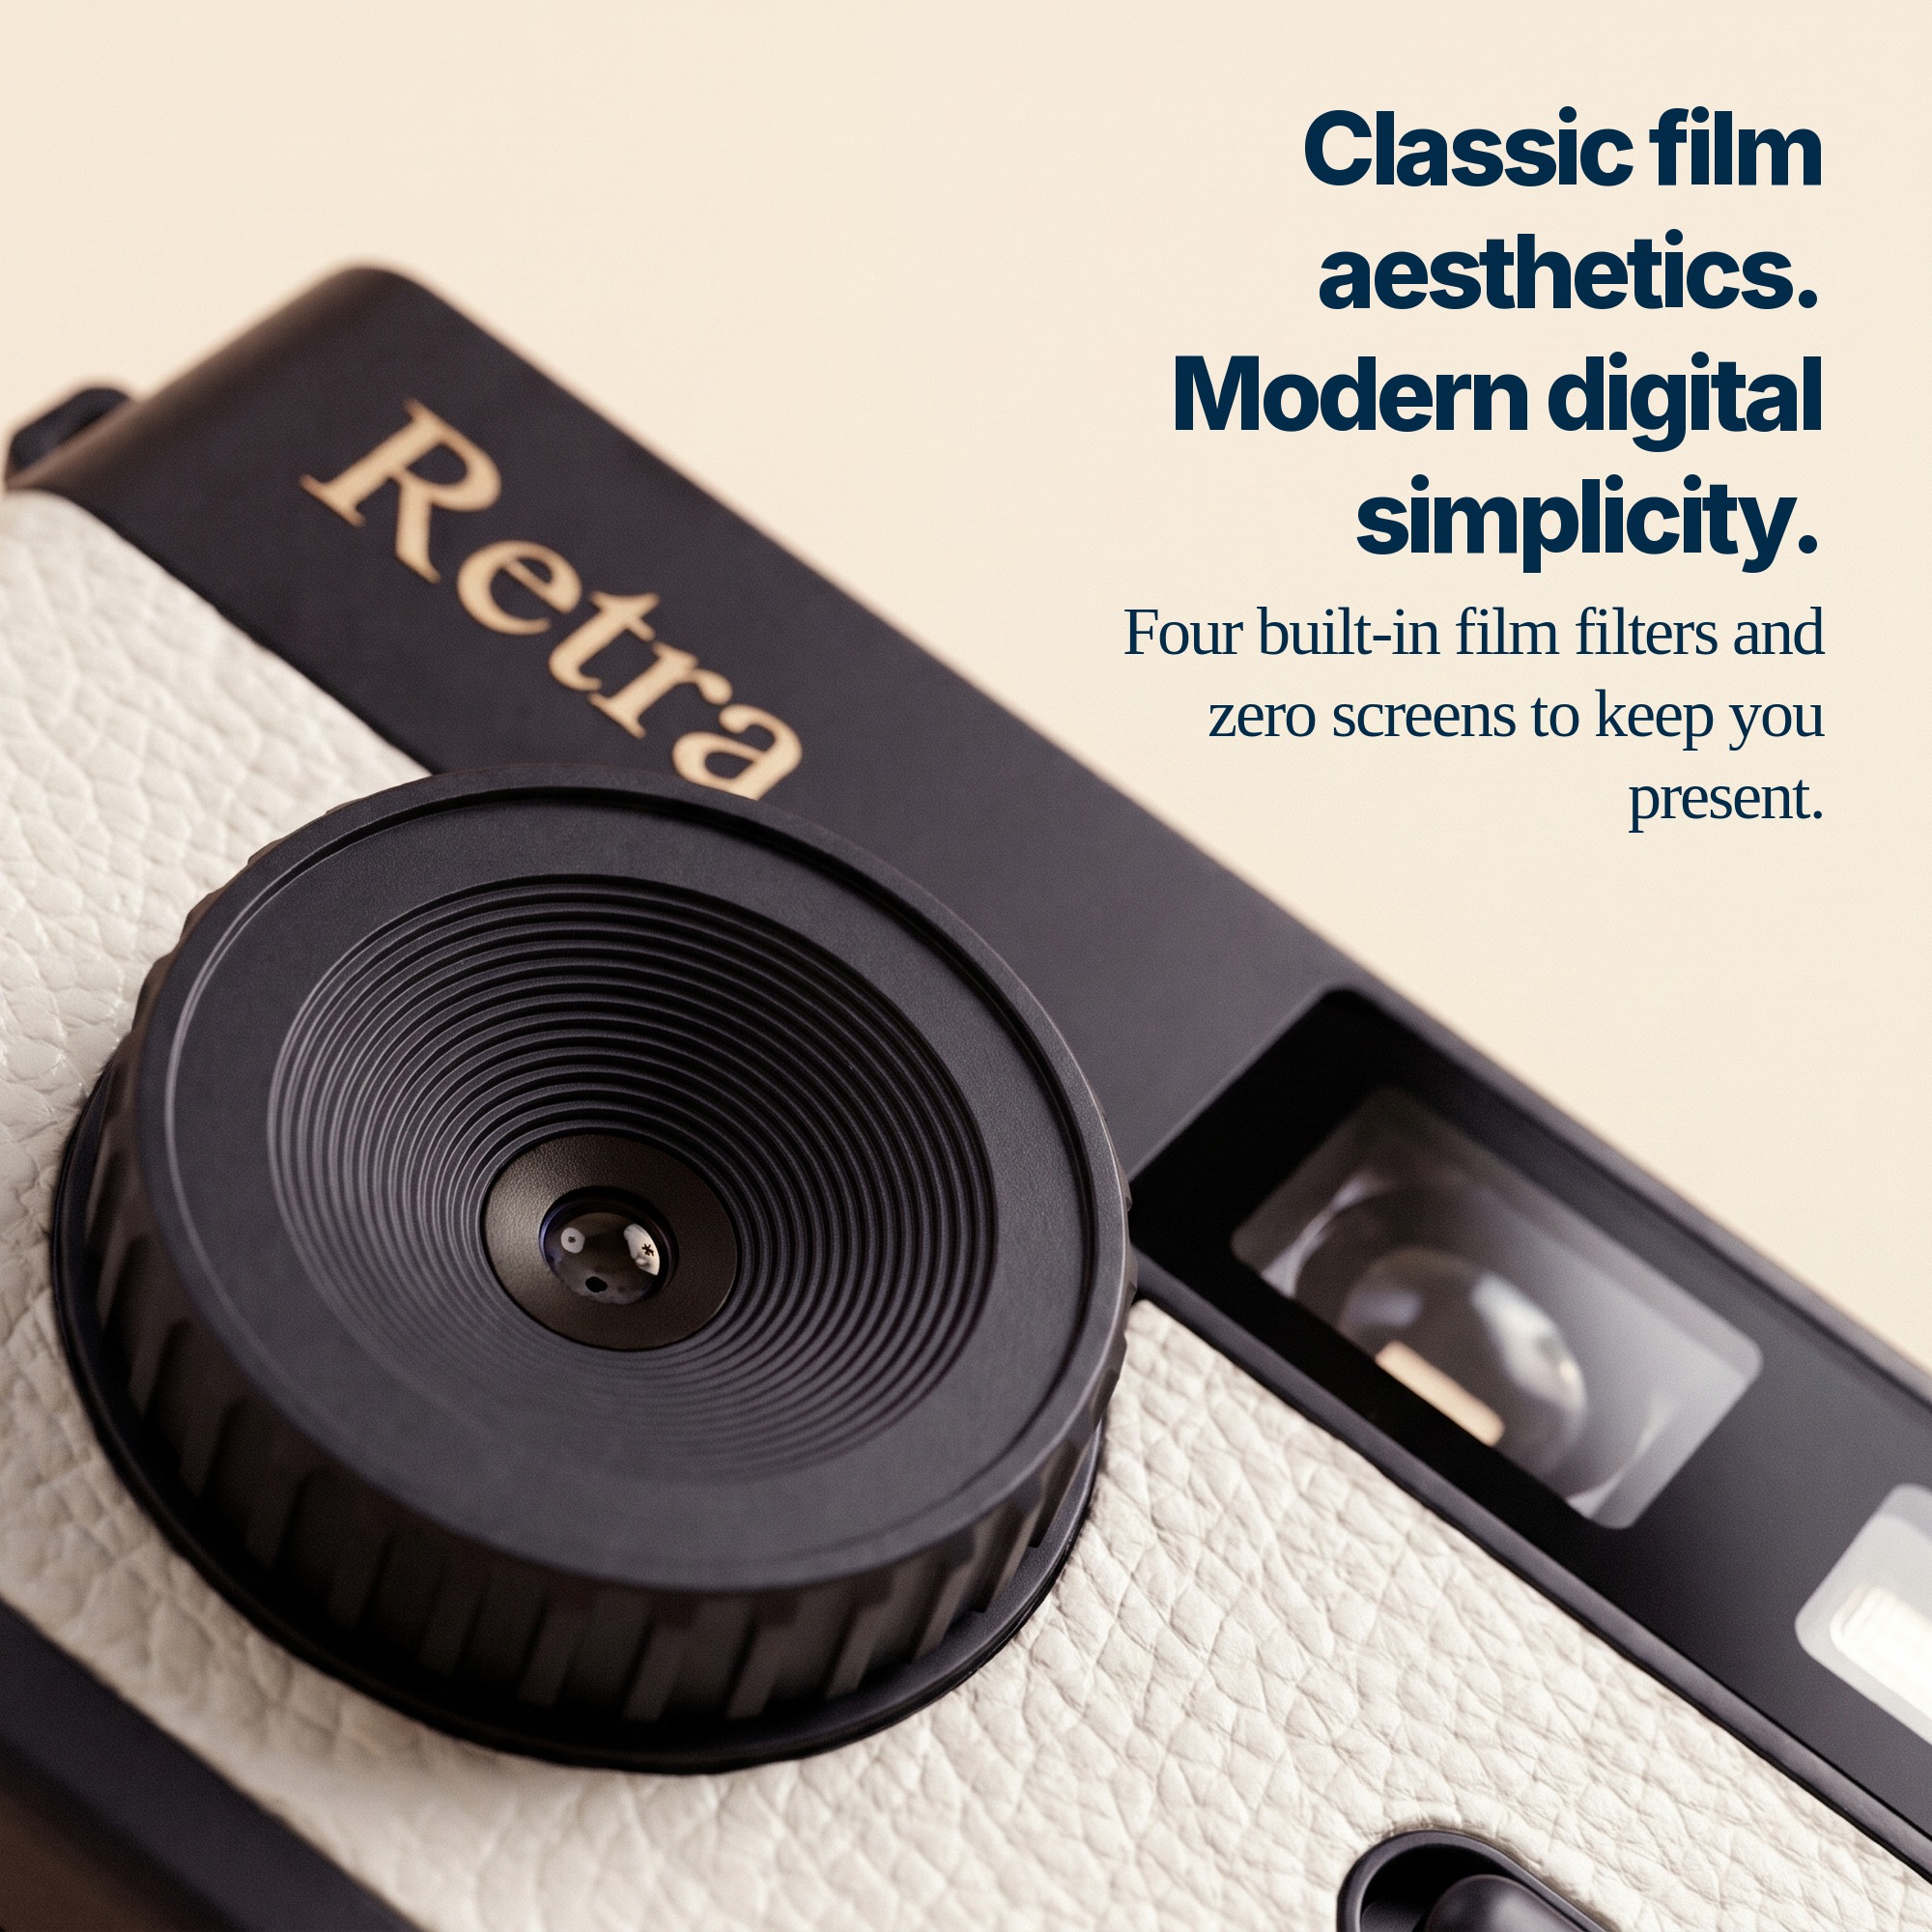 Classic film
aesthetics.
Modern digital
simplicity.
Four built-in film filters and
zero screens to keep you
present.
Retra